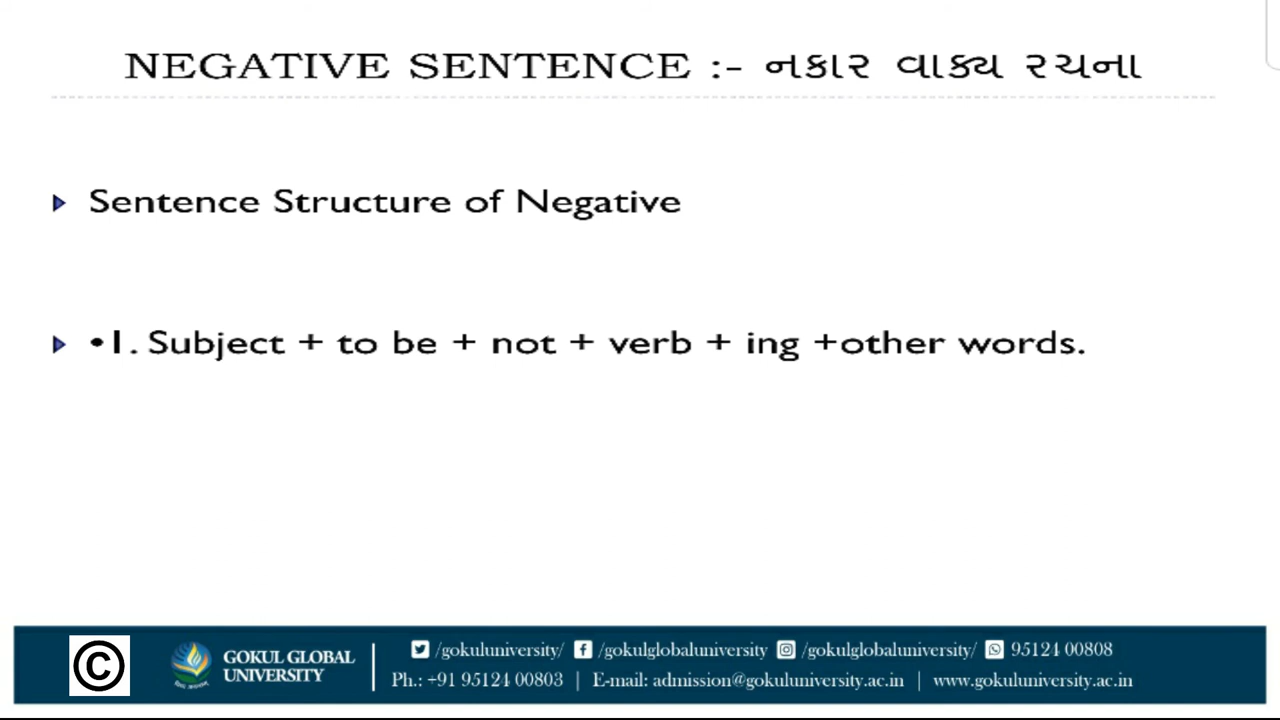 NEGATIVE SENTENCE :- નકાર વાક્ય રચના
Sentence Structure of Negative
•1. Subject + to be + not + verb + ing +other words.
©
GOKUL GLOBAL
UNIVERSITY
/gokuluniversity/ /gokulglobaluniversity /gokulglobaluniversity/ 95124 00808
Ph.: +91 95124 00803 | E-mail: admission@gokuluniversity.ac.in | www.gokuluniversity.ac.in